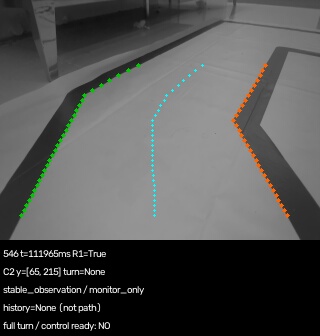 546 t=111965ms R1=True
C2 y=[65, 215] turn=None
stable_observation / monitor_only
history=None (not path)
full turn / control ready: NO